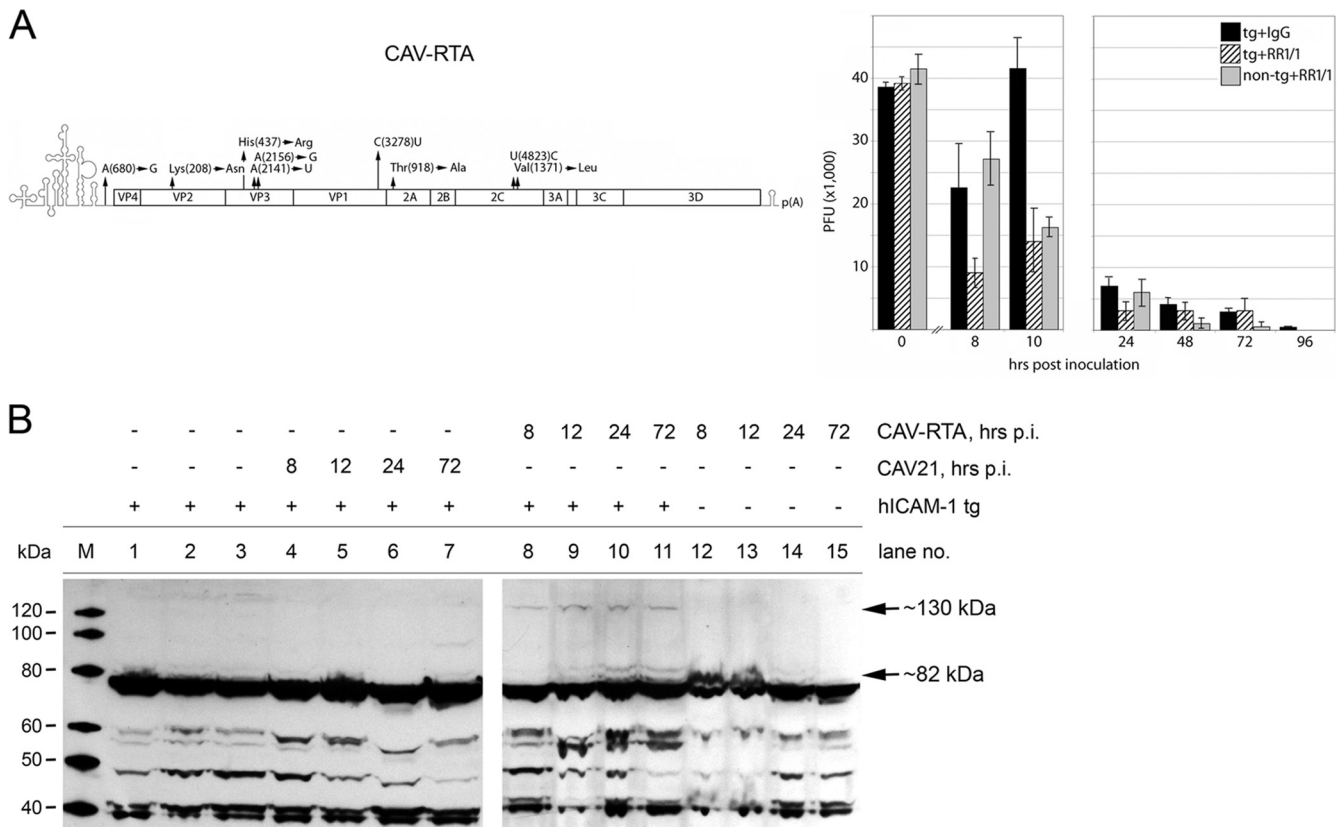 A
CAV-RTA
His(437)→Arg
C(3278)U
A(2156)→G
U(4823)C
A(680)→G
Lys(208)→Asn
A(2141)→U
Thr(918)→Ala
Val(1371)→Leu
VP4 VP2 VP3 VP1 2A 2B 2C 3A 3C 3D p(A)
tg+IgG
tg+RR1/1
non-tg+RR1/1
PFU (x1,000)
40
30
20
10
0 8 10 24 48 72 96
hrs post inoculation
B
- - - - - - - 8 12 24 72 8 12 24 72 CAV-RTA, hrs p.i.
- - - 8 12 24 72 - - - - - - - - CAV21, hrs p.i.
+ + + + + + + + + + + - - - - hICAM-1 tg
kDa M 1 2 3 4 5 6 7 8 9 10 11 12 13 14 15 lane no.
120
~130 kDa
100
80
~82 kDa
60
50
40